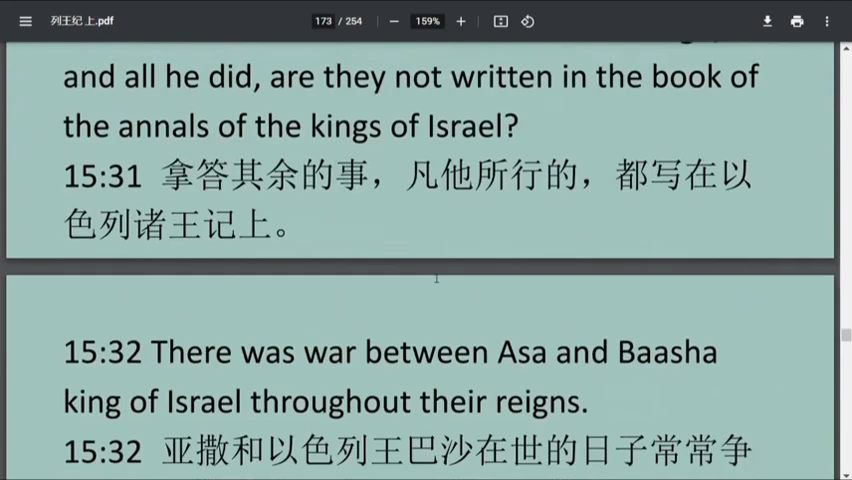 列王纪 上.pdf
173 / 254
159%
and all he did, are they not written in the book of
the annals of the kings of Israel?
15:31 拿答其余的事，凡他所行的，都写在以
色列诸王记上。
15:32 There was war between Asa and Baasha
king of Israel throughout their reigns.
15:32 亚撒和以色列王巴沙在世的日子常常争